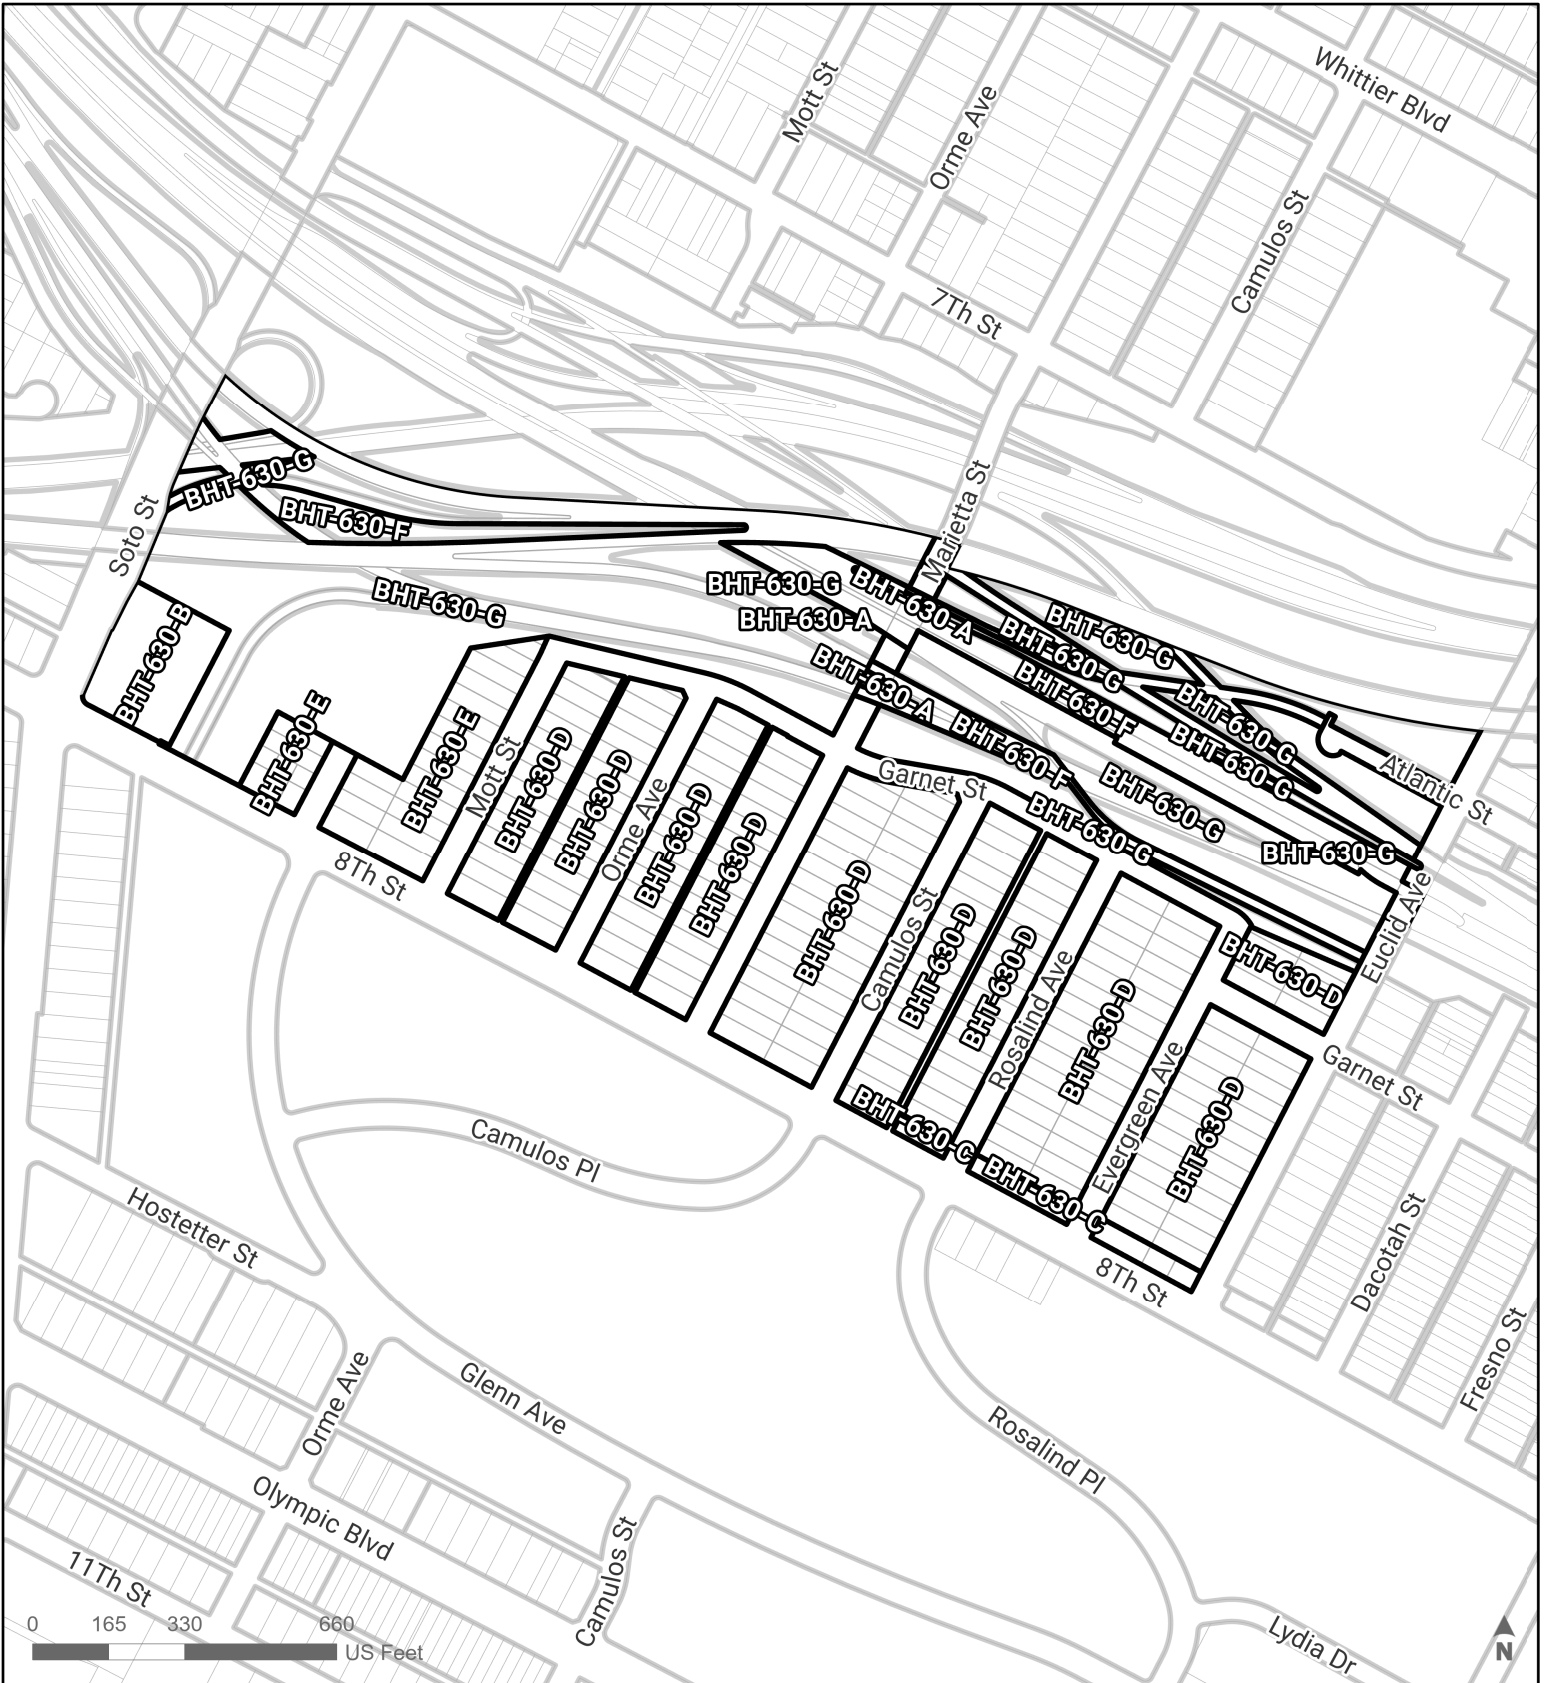 Whittier Blvd
Mott St
Orme Ave
Camulos St
7Th St
Marietta St
Soto St
BHT-630-G
BHT-630-F
BHT-630-G
BHT-630-G
BHT-630-A
BHT-630-A
BHT-630-G
BHT-630-G
BHT-630-A
BHT-630-F
BHT-630-G
BHT-630-G
BHT-630-F
BHT-630-G
Atlantic St
BHT-630-B
BHT-630-E
BHT-630-E
Mott St
BHT-630-D
BHT-630-D
Orme Ave
BHT-630-D
BHT-630-D
Garnet St
BHT-630-G
BHT-630-G
Euclid Ave
8Th St
BHT-630-D
Camulos St
BHT-630-D
BHT-630-D
Rosalind Ave
BHT-630-D
BHT-630-D
Evergreen Ave
BHT-630-D
Garnet St
BHT-630-C
BHT-630-C
8Th St
Camulos Pl
Hostetter St
Dacotah St
Fresno St
Orme Ave
Glenn Ave
Rosalind Pl
Olympic Blvd
Camulos St
11Th St
Lydia Dr
0 165 330 660
US Feet
N